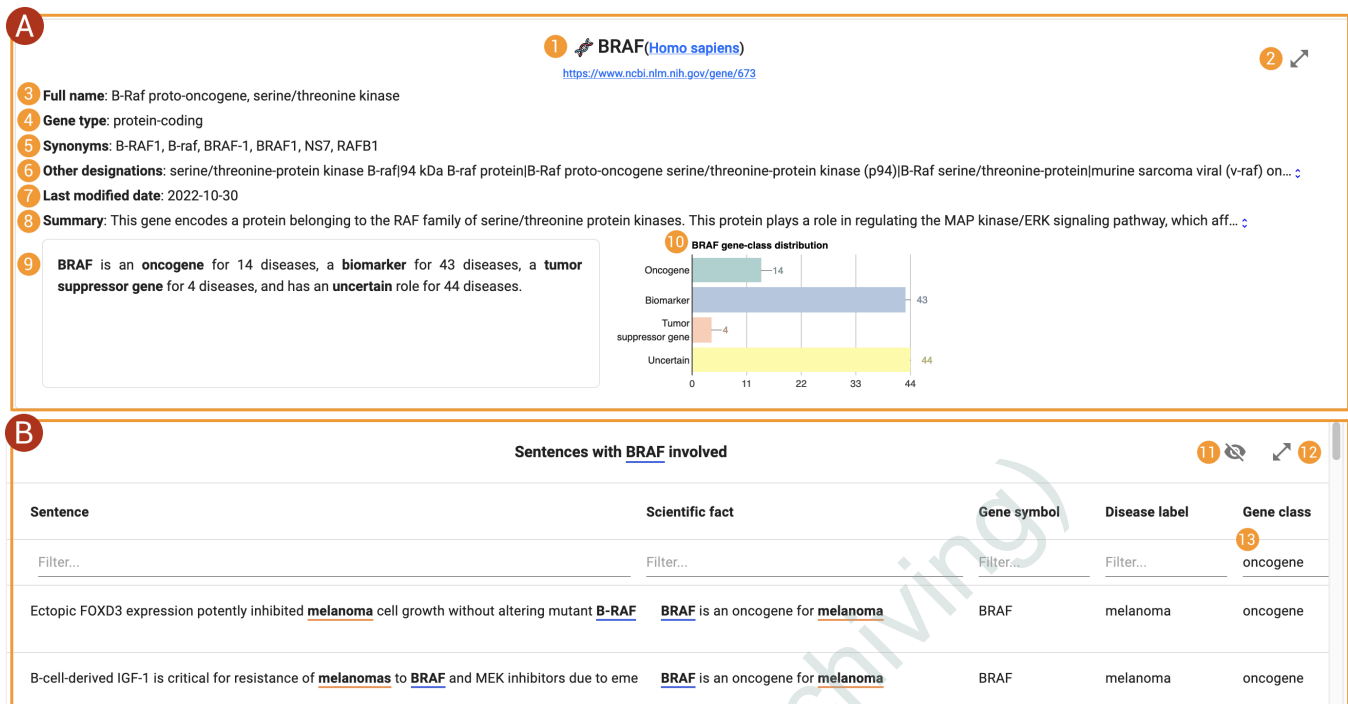 A
1 BRAF(Homo sapiens)
2
https://www.ncbi.nlm.nih.gov/gene/673
3 Full name: B-Raf proto-oncogene, serine/threonine kinase
4 Gene type: protein-coding
5 Synonyms: B-RAF1, B-raf, BRAF-1, BRAF1, NS7, RAFB1
6 Other designations: serine/threonine-protein kinase B-raf|94 kDa B-raf protein|B-Raf proto-oncogene serine/threonine-protein kinase (p94)|B-Raf serine/threonine-protein|murine sarcoma viral (v-raf) on...
7 Last modified date: 2022-10-30
8 Summary: This gene encodes a protein belonging to the RAF family of serine/threonine protein kinases. This protein plays a role in regulating the MAP kinase/ERK signaling pathway, which aff...
9 BRAF is an oncogene for 14 diseases, a biomarker for 43 diseases, a tumor
suppressor gene for 4 diseases, and has an uncertain role for 44 diseases.
10 BRAF gene-class distribution
Oncogene 14
Biomarker 43
Tumor
suppressor gene 4
Uncertain 44
0 11 22 33 44
B
Sentences with BRAF involved
11 12
Sentence Scientific fact Gene symbol Disease label Gene class
13
Filter... Filter... Filter... Filter... oncogene
Ectopic FOXD3 expression potently inhibited melanoma cell growth without altering mutant B-RAF BRAF is an oncogene for melanoma BRAF melanoma oncogene
B-cell-derived IGF-1 is critical for resistance of melanomas to BRAF and MEK inhibitors due to eme BRAF is an oncogene for melanoma BRAF melanoma oncogene
chiving)